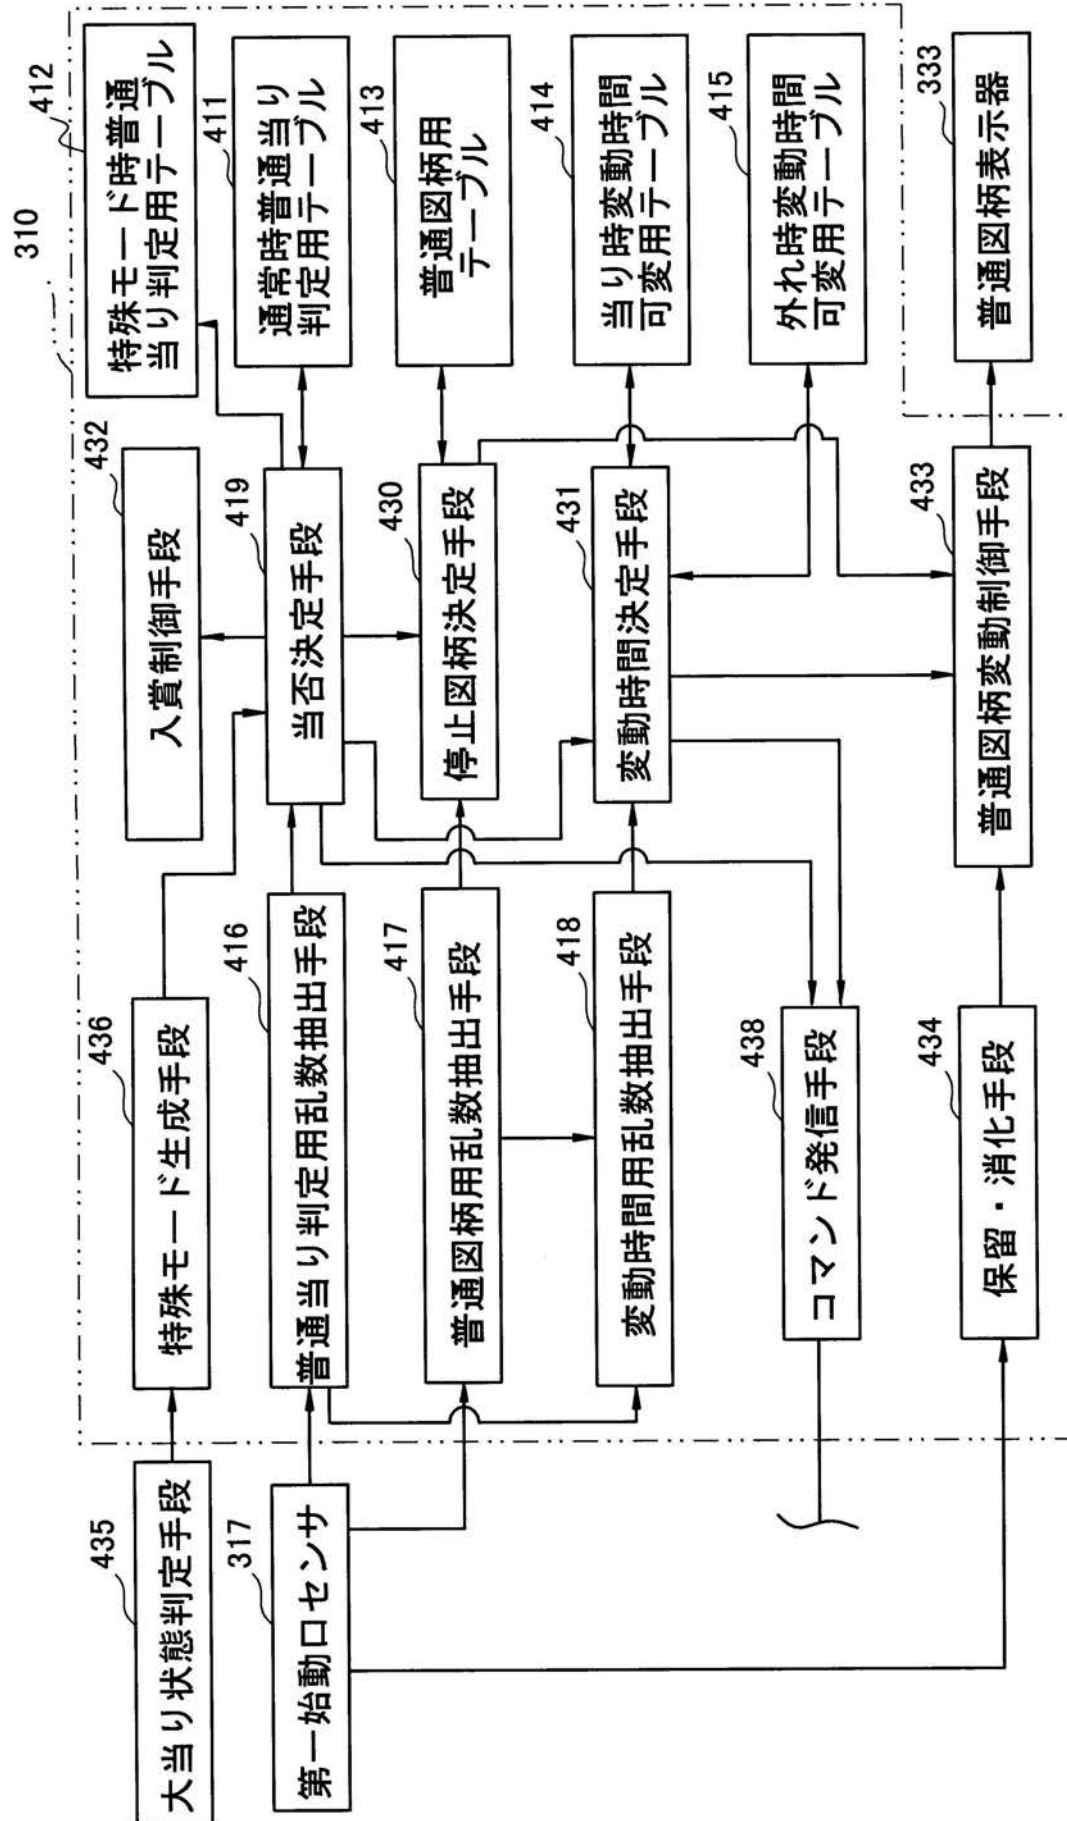 310
412
特殊モード時普通
当り判定用テーブル
411
通常時普通当り
判定用テーブル
413
普通図柄用
テーブル
414
当り時変動時間
可変用テーブル
415
外れ時変動時間
可変用テーブル
333
普通図柄表示器
432
入賞制御手段
419
当否決定手段
430
停止図柄決定手段
431
変動時間決定手段
433
普通図柄変動制御手段
436
特殊モード生成手段
416
普通当り判定用乱数抽出手段
417
普通図柄用乱数抽出手段
418
変動時間用乱数抽出手段
438
コマンド発信手段
434
保留・消化手段
435
大当り状態判定手段
317
第一始動口センサ